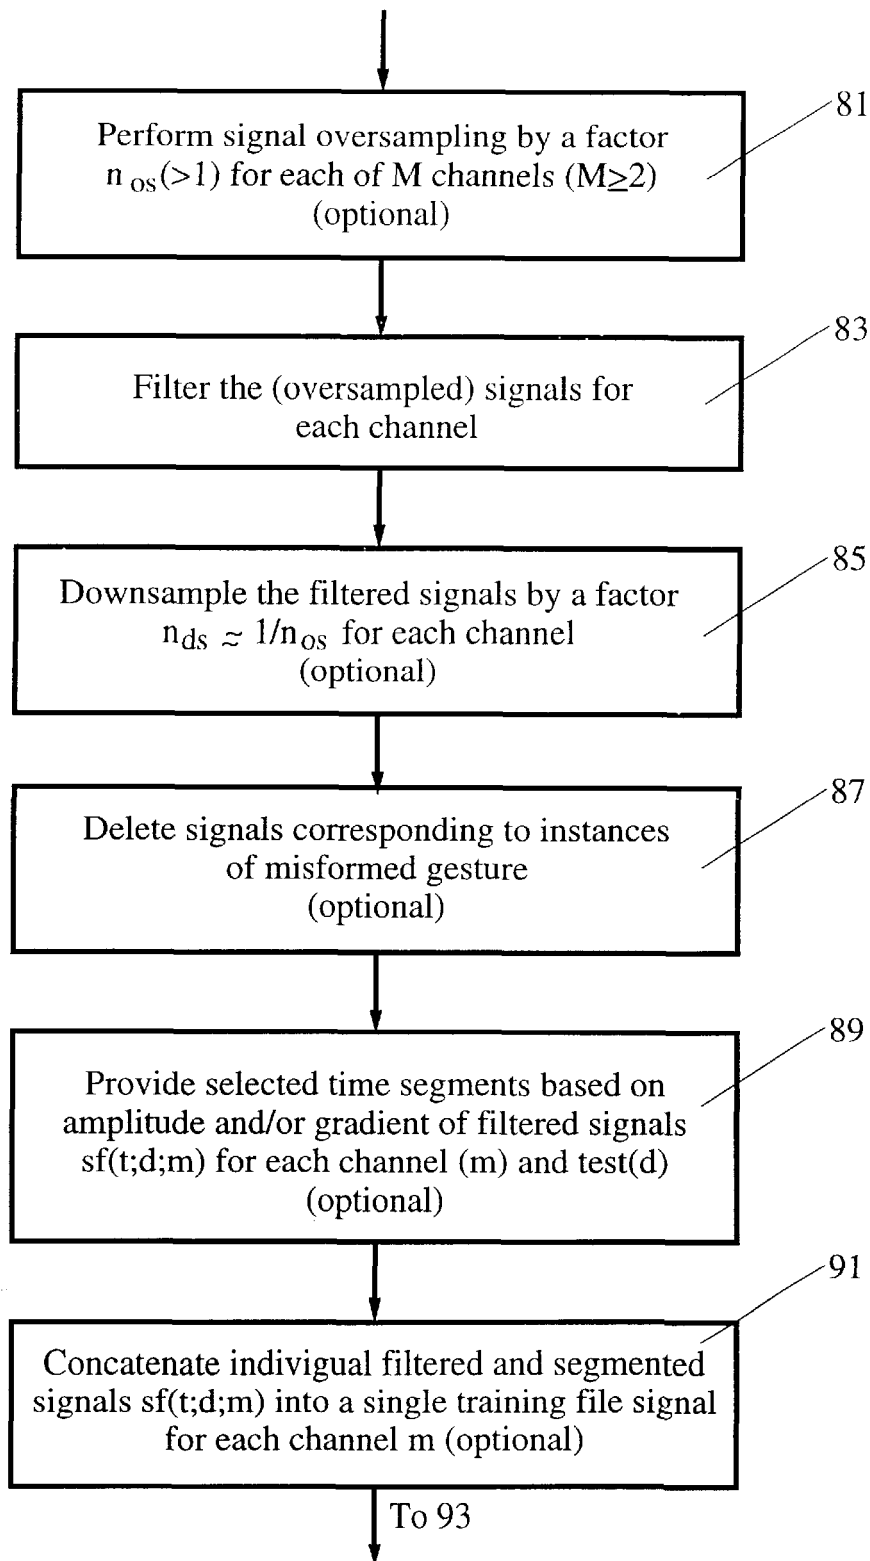 81
Perform signal oversampling by a factor
n os(>1) for each of M channels (M≥2)
(optional)
83
Filter the (oversampled) signals for
each channel
85
Downsample the filtered signals by a factor
nds ≈ 1/nos for each channel
(optional)
87
Delete signals corresponding to instances
of misformed gesture
(optional)
89
Provide selected time segments based on
amplitude and/or gradient of filtered signals
sf(t;d;m) for each channel (m) and test(d)
(optional)
91
Concatenate indivigual filtered and segmented
signals sf(t;d;m) into a single training file signal
for each channel m (optional)
To 93